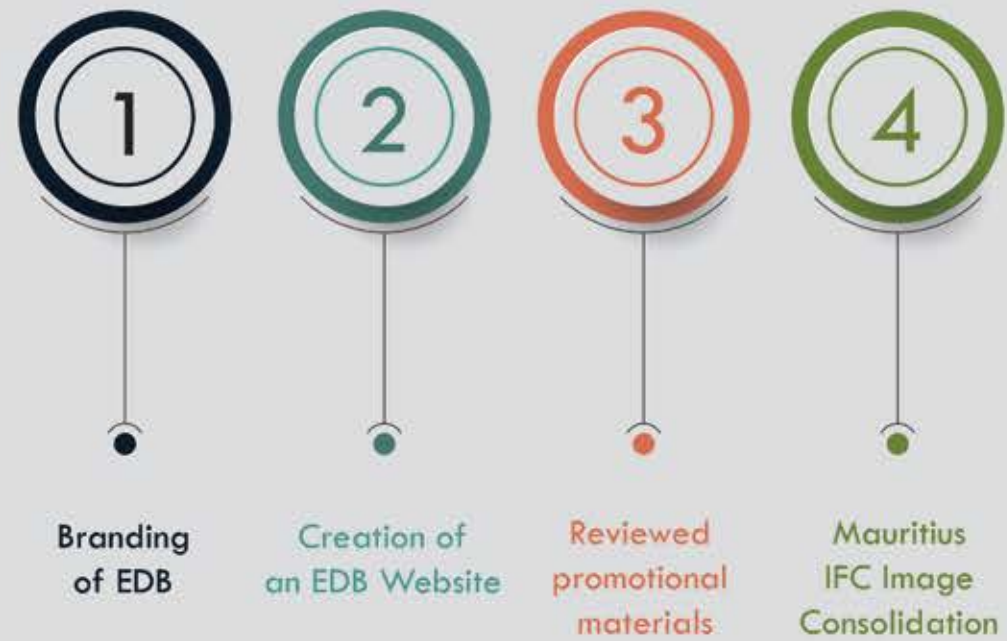 1
2
3
4
Branding
of EDB
Creation of
an EDB Website
Reviewed
promotional
materials
Mauritius
IFC Image
Consolidation